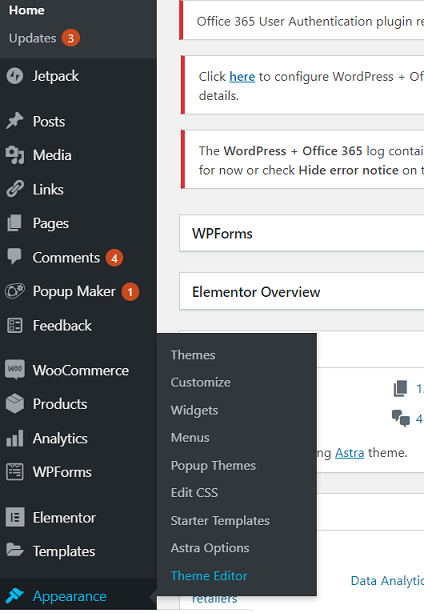 Home
Updates 3
Jetpack
Posts
Media
Links
Pages
Comments 4
Popup Maker 1
Feedback
WOO WooCommerce
Products
Analytics
WPForms
Elementor
Templates
Appearance
Themes
Customize
Widgets
Menus
Popup Themes
Edit CSS
Starter Templates
Astra Options
Theme Editor
Office 365 User Authentication plugin re
Click here to configure WordPress + Of
details.
The WordPress + Office 365 log contai
for now or check Hide error notice on t
WPForms
Elementor Overview
1
4
ng Astra theme.
Data Analytic
retailers